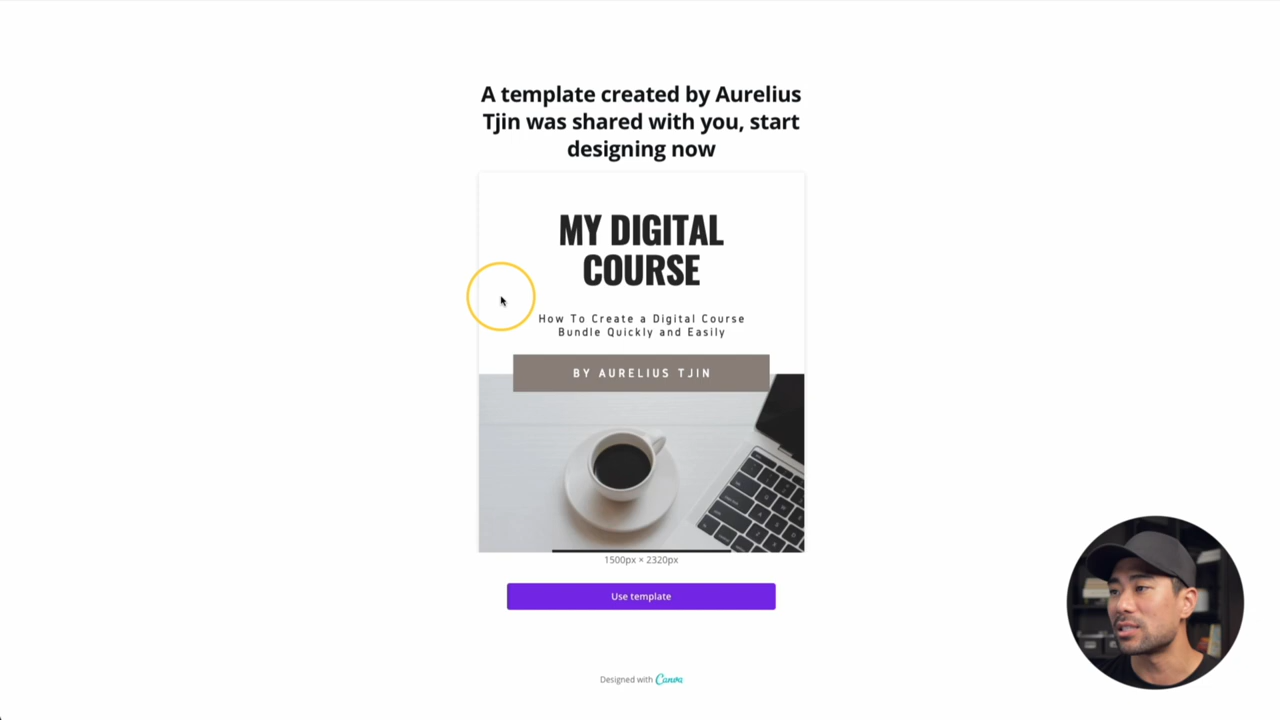 A template created by Aurelius
Tjin was shared with you, start
designing now
MY DIGITAL
COURSE
How To Create a Digital Course
Bundle Quickly and Easily
BY AURELIUS TJIN
1500px × 2320px
Use template
Designed with Canva